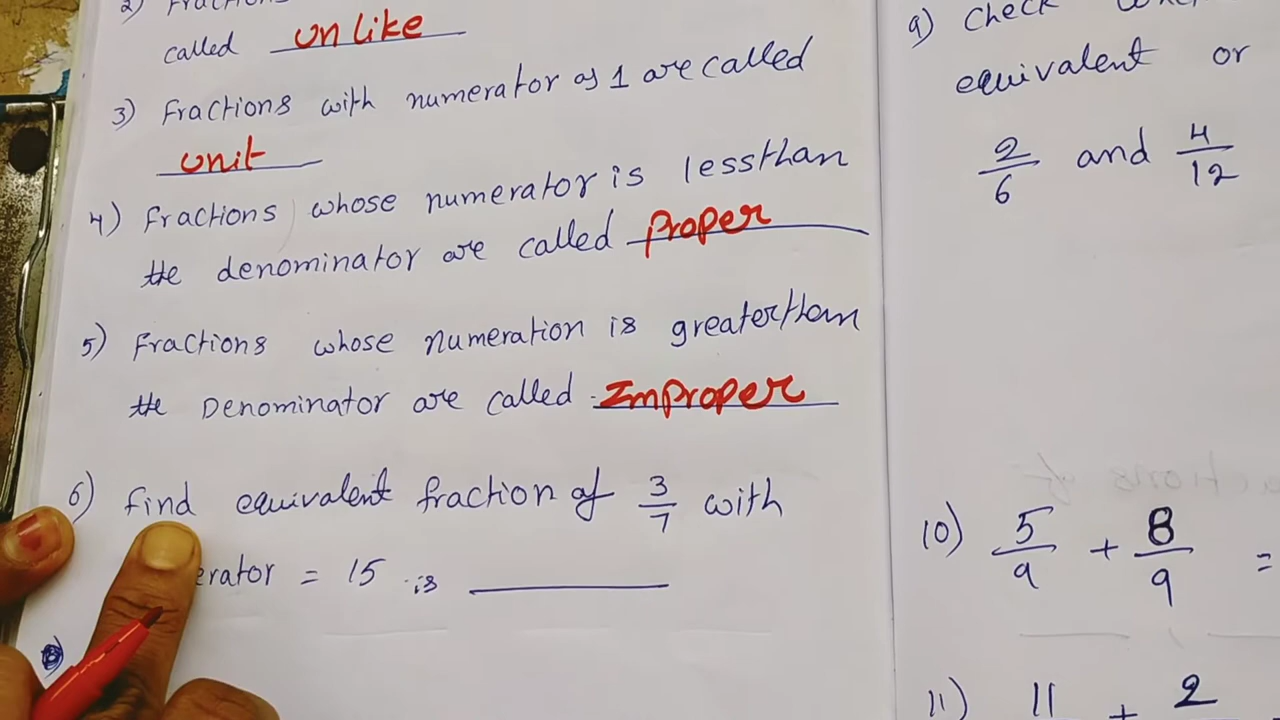 2) Fractions
called unlike
3) Fractions with numerator as 1 are called
unit
4) Fractions whose numerator is lessthan
the denominator are called Proper
5) Fractions whose numeration is greaterthan
the Denominator are called Improper
6) Find equivalent fraction of 3/7 with
erator = 15 is
9) Check
equivalent or
2/6 and 4/12
10) 5/9 + 8/9 =
11) 11 + 2